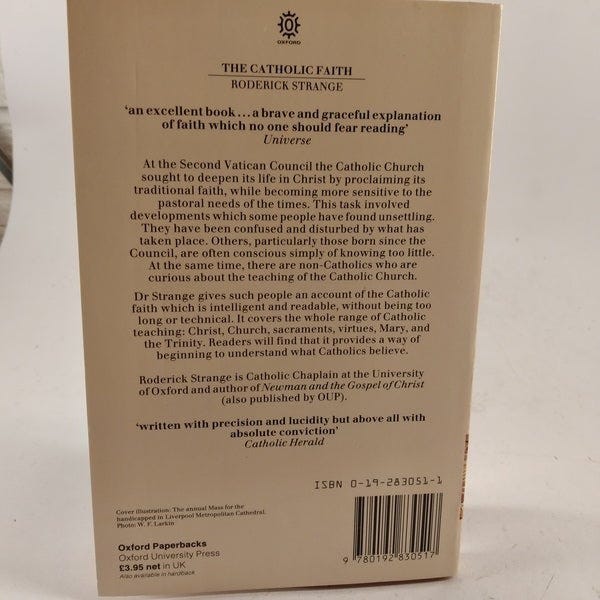 OXFORD
THE CATHOLIC FAITH
RODERICK STRANGE
'an excellent book... a brave and graceful explanation
of faith which no one should fear reading'
Universe
At the Second Vatican Council the Catholic Church
sought to deepen its life in Christ by proclaiming its
traditional faith, while becoming more sensitive to the
pastoral needs of the times. This task involved
developments which some people have found unsettling.
They have been confused and disturbed by what has
taken place. Others, particularly those born since the
Council, are often conscious simply of knowing too little.
At the same time, there are non-Catholics who are
curious about the teaching of the Catholic Church.
Dr Strange gives such people an account of the Catholic
faith which is intelligent and readable, without being too
long or technical. It covers the whole range of Catholic
teaching: Christ, Church, sacraments, virtues, Mary, and
the Trinity. Readers will find that it provides a way of
beginning to understand what Catholics believe.
Roderick Strange is Catholic Chaplain at the University
of Oxford and author of Newman and the Gospel of Christ
(also published by OUP).
'written with precision and lucidity but above all with
absolute conviction'
Catholic Herald
ISBN 0-19-283051-1
Cover illustration: The annual Mass for the
handicapped in Liverpool Metropolitan Cathedral.
Photo: W. F. Larkin
Oxford Paperbacks
Oxford University Press
£3.95 net in UK
Also available in hardback
9 780192 830517